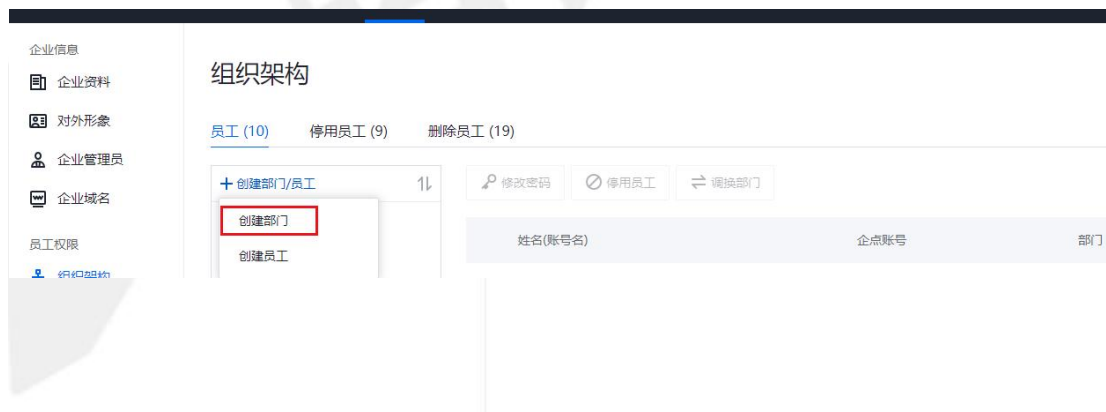 企业信息
企业资料
对外形象
企业管理员
企业域名
员工权限
组织架构
组织架构
员工 (10) 停用员工 (9) 删除员工 (19)
+ 创建部门/员工
创建部门
创建员工
修改密码 停用员工 调换部门
姓名(账号名) 企点账号 部门